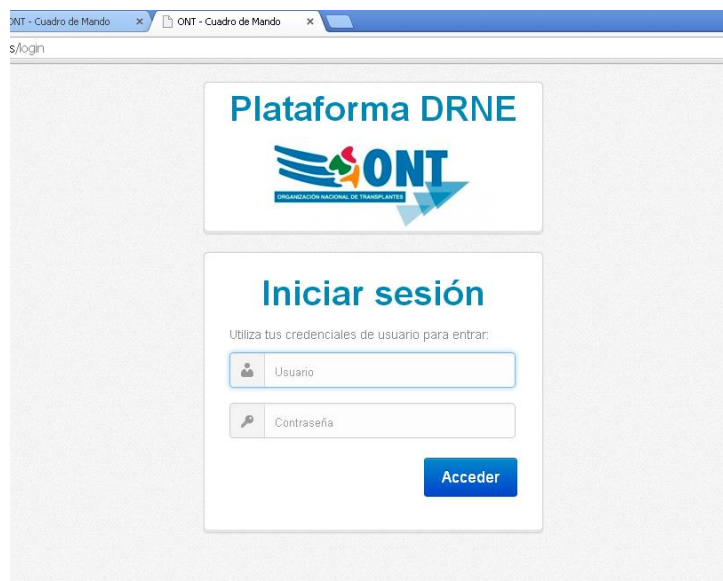 ONT - Cuadro de Mando
ONT - Cuadro de Mando
s/login
Plataforma DRNE
ONT
ORGANIZACIÓN NACIONAL DE TRANSPLANTES
Iniciar sesión
Utiliza tus credenciales de usuario para entrar:
Usuario
Contraseña
Acceder